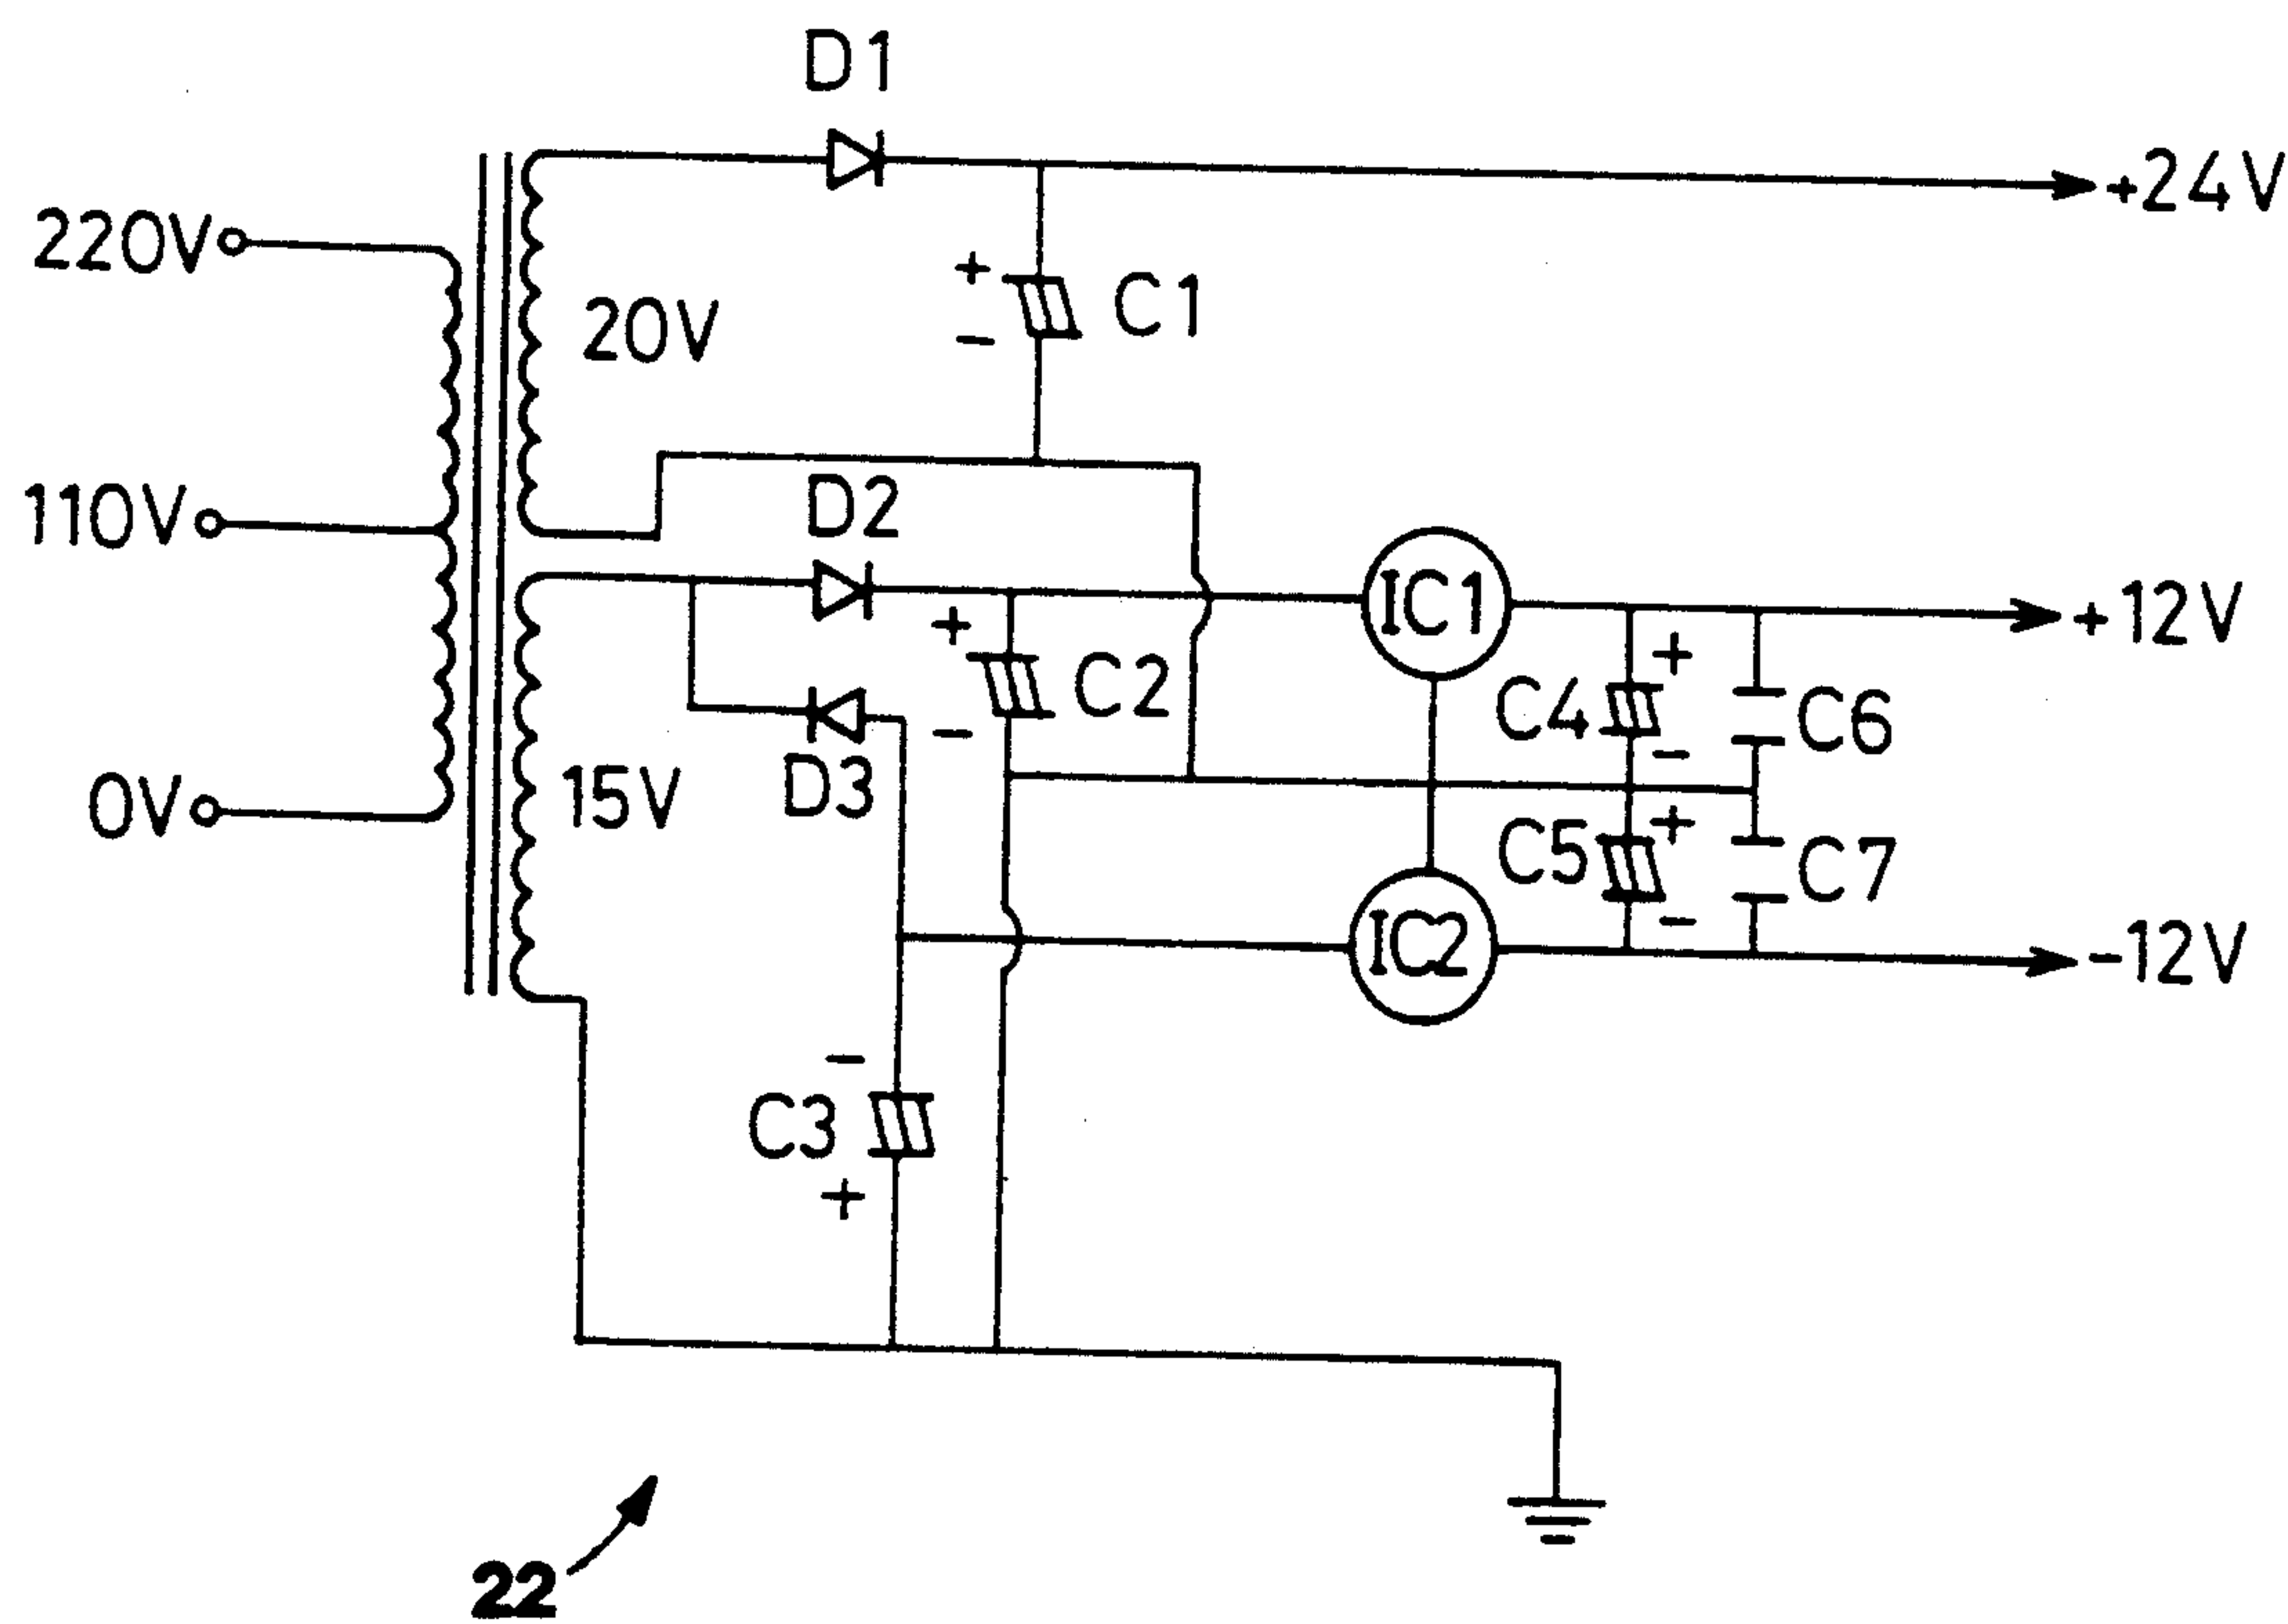 D1
+24V
220V
+
C1
20V
-
110V
D2
IC1
+12V
+
C2
+
C4
C6
-
-
D3
15V
0V
+
C5
C7
IC2
-
-12V
-
C3
+
22